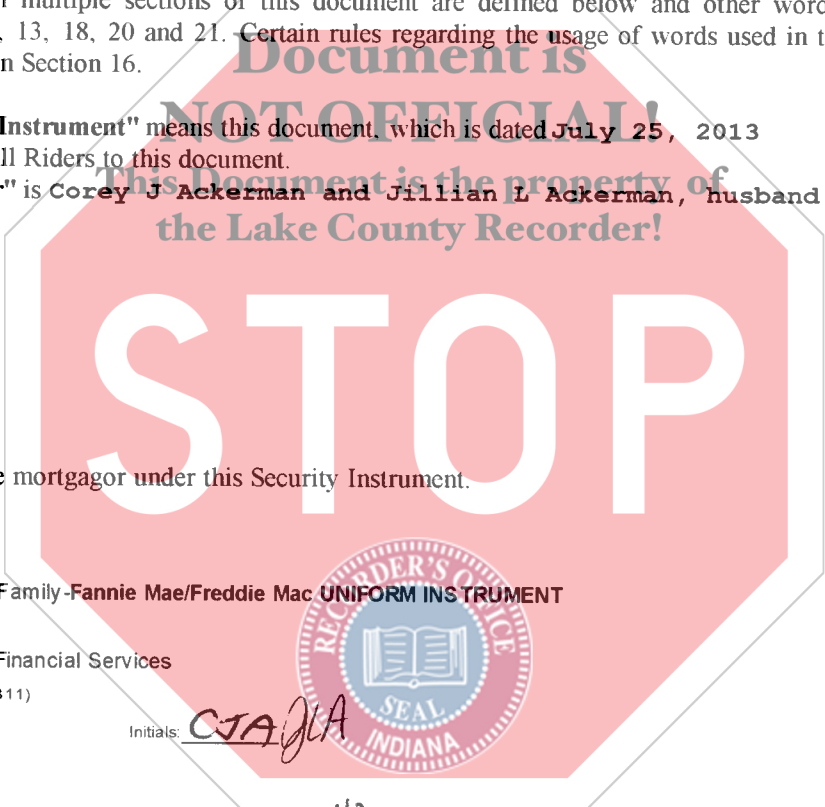 multiple sections of this document are defined below and other
, 13, 18, 20 and 21. Certain rules regarding the usage of words used in
n Section 16.
Document is
NOT OFFICIAL!
Instrument" means this document, which is dated July 25, 2013
ll Riders to this document.
This Document is the property of
" is Corey J Ackerman and Jillian L Ackerman, husband
the Lake County Recorder!
STOP
e mortgagor under this Security Instrument.
Family-Fannie Mae/Freddie Mac UNIFORM INSTRUMENT
RECORDER'S OFFICE
Financial Services
SEAL
INDIANA
Initials: CJA JLA